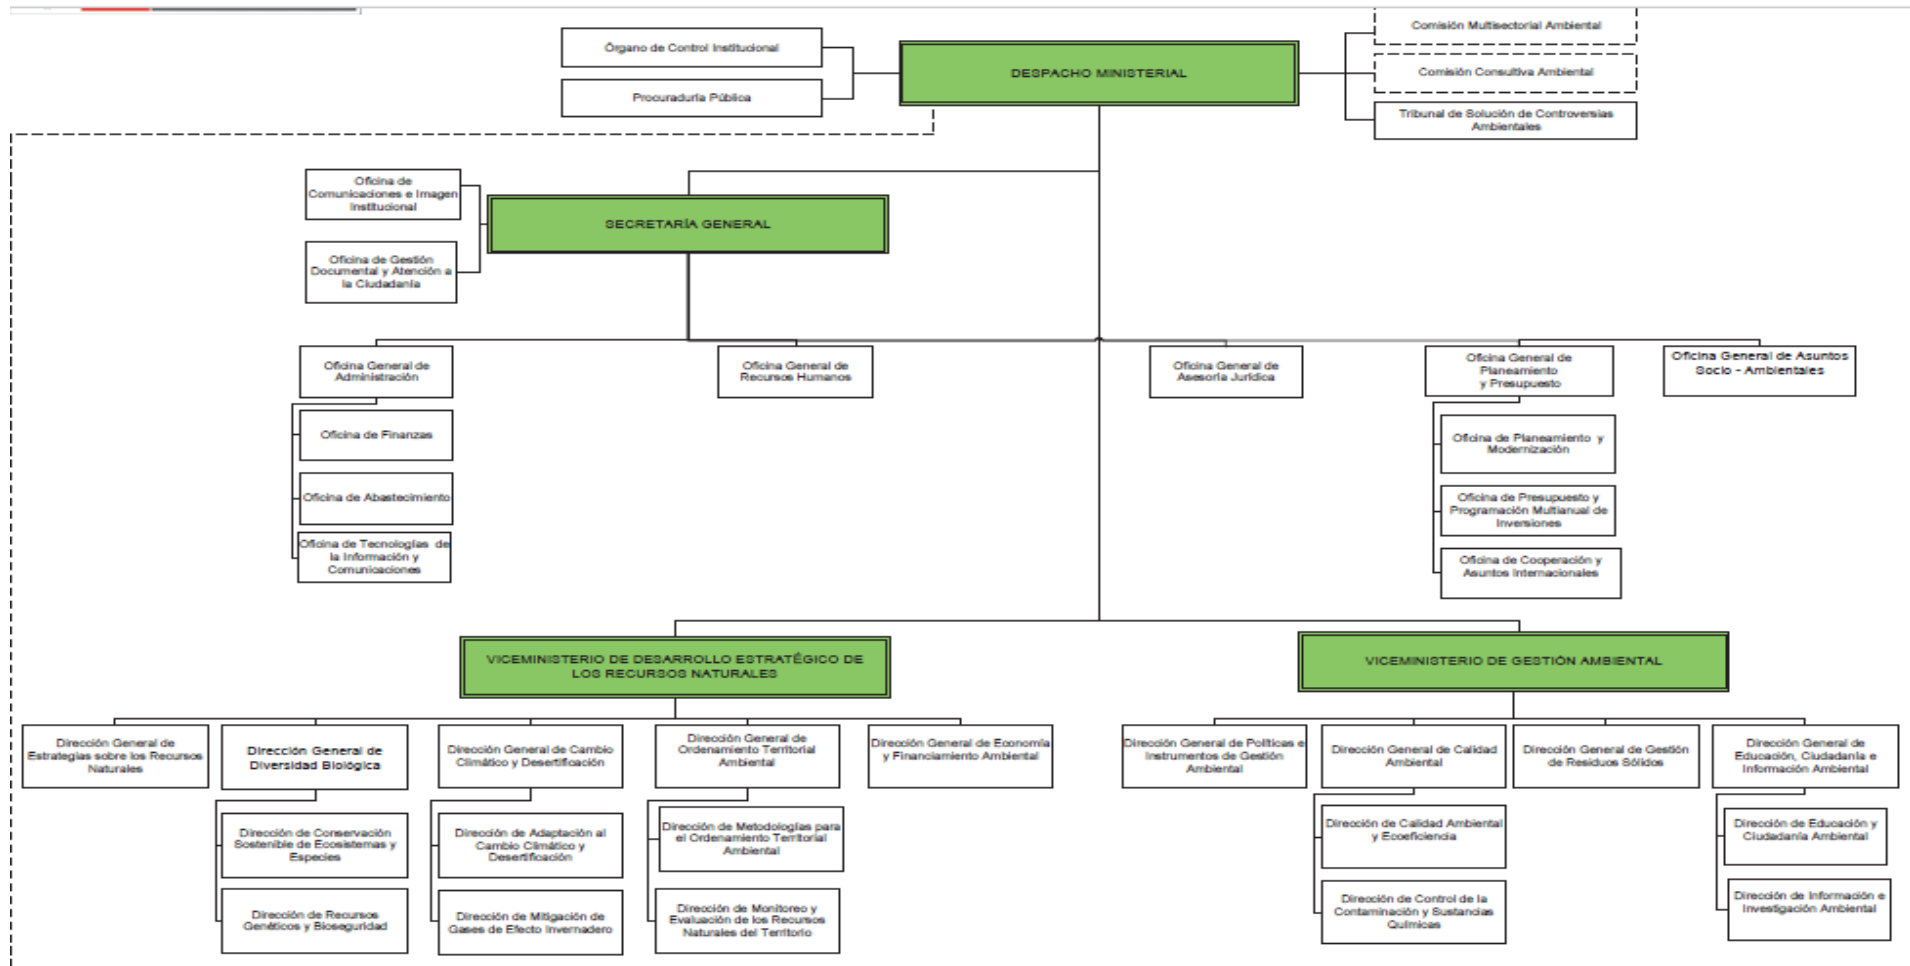 Órgano de Control Institucional
Procuraduría Pública
DESPACHO MINISTERIAL
Comisión Multisectorial Ambiental
Comisión Consultiva Ambiental
Tribunal de Solución de Controversias
Ambientales
Oficina de
Comunicaciones e Imagen
Institucional
Oficina de Gestión
Documental y Atención a
la Ciudadanía
SECRETARÍA GENERAL
Oficina General de
Administración
Oficina General de
Recursos Humanos
Oficina General de
Asesoría Jurídica
Oficina General de
Planeamiento
y Presupuesto
Oficina General de Asuntos
Socio - Ambientales
Oficina de Finanzas
Oficina de Abastecimiento
Oficina de Tecnologías de
la Información y
Comunicaciones
Oficina de Planeamiento y
Modernización
Oficina de Presupuesto y
Programación Multianual de
Inversiones
Oficina de Cooperación y
Asuntos Internacionales
VICEMINISTERIO DE DESARROLLO ESTRATÉGICO DE
LOS RECURSOS NATURALES
VICEMINISTERIO DE GESTIÓN AMBIENTAL
Dirección General de
Estrategias sobre los Recursos
Naturales
Dirección General de
Diversidad Biológica
Dirección General de Cambio
Climático y Desertificación
Dirección General de
Ordenamiento Territorial
Ambiental
Dirección General de Economía
y Financiamiento Ambiental
Dirección General de Políticas e
Instrumentos de Gestión
Ambiental
Dirección General de Calidad
Ambiental
Dirección General de Gestión
de Residuos Sólidos
Dirección General de
Educación, Ciudadanía e
Información Ambiental
Dirección de Conservación
Sostenible de Ecosistemas y
Especies
Dirección de Recursos
Genéticos y Bioseguridad
Dirección de Adaptación al
Cambio Climático y
Desertificación
Dirección de Mitigación de
Gases de Efecto Invernadero
Dirección de Metodologías para
el Ordenamiento Territorial
Ambiental
Dirección de Monitoreo y
Evaluación de los Recursos
Naturales del Territorio
Dirección de Calidad Ambiental
y Ecoeficiencia
Dirección de Control de la
Contaminación y Sustancias
Químicas
Dirección de Educación y
Ciudadanía Ambiental
Dirección de Información e
Investigación Ambiental